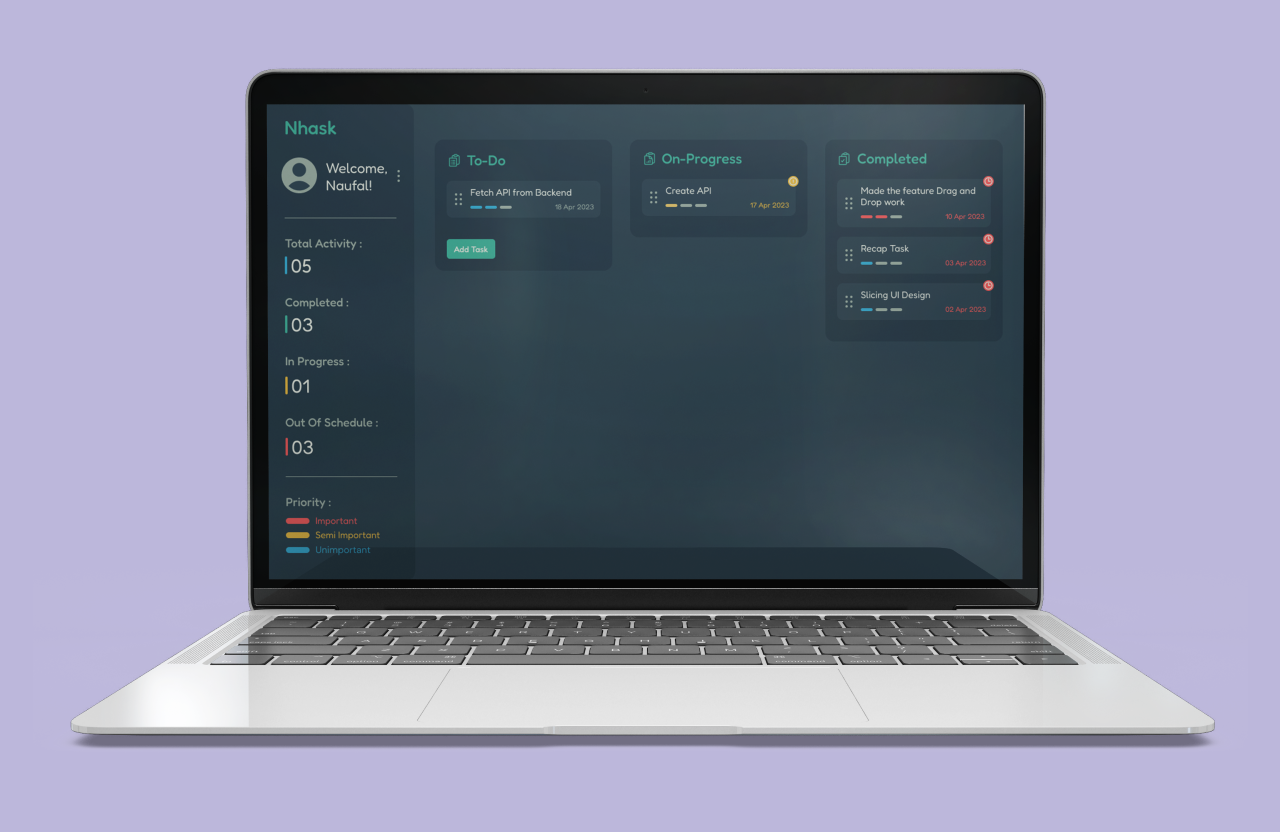 Nhask
Welcome,
Naufal!
Total Activity :
05
Completed :
03
In Progress :
01
Out Of Schedule :
03
Priority :
Important
Semi Important
Unimportant
To-Do
Fetch API from Backend
18 Apr 2023
Add Task
On-Progress
Create API
17 Apr 2023
Completed
Made the feature Drag and
Drop work
10 Apr 2023
Recap Task
03 Apr 2023
Slicing UI Design
02 Apr 2023